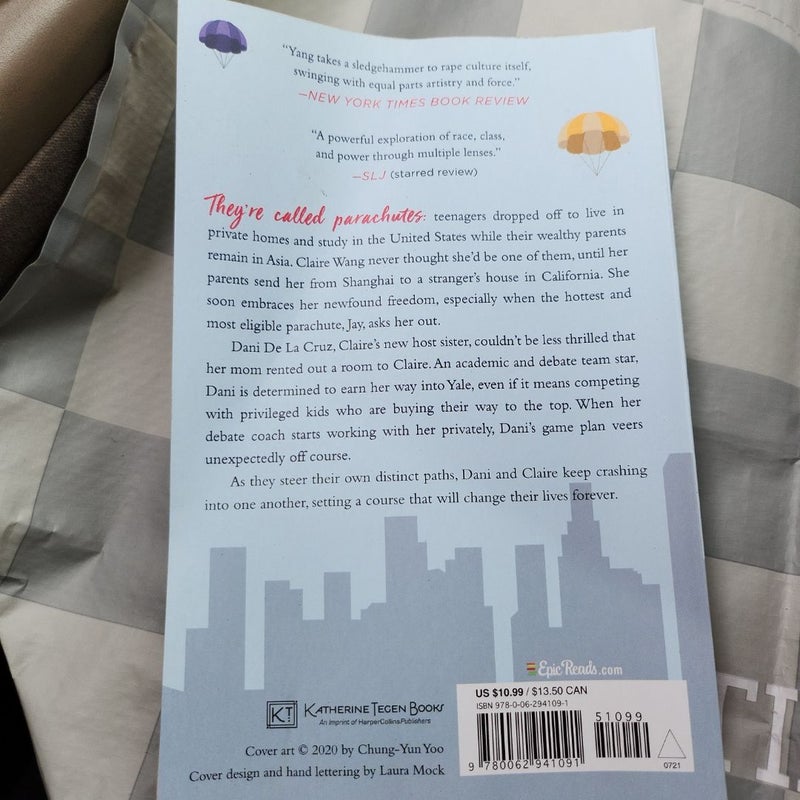 “Yang takes a sledgehammer to rape culture itself,
swinging with equal parts artistry and force.”
—NEW YORK TIMES BOOK REVIEW
“A powerful exploration of race, class,
and power through multiple lenses.”
—SLJ (starred review)
They’re called parachutes: teenagers dropped off to live in
private homes and study in the United States while their wealthy parents
remain in Asia. Claire Wang never thought she’d be one of them, until her
parents send her from Shanghai to a stranger’s house in California. She
soon embraces her newfound freedom, especially when the hottest and
most eligible parachute, Jay, asks her out.
Dani De La Cruz, Claire’s new host sister, couldn’t be less thrilled that
her mom rented out a room to Claire. An academic and debate team star,
Dani is determined to earn her way into Yale, even if it means competing
with privileged kids who are buying their way to the top. When her
debate coach starts working with her privately, Dani’s game plan veers
unexpectedly off course.
As they steer their own distinct paths, Dani and Claire keep crashing
into one another, setting a course that will change their lives forever.
EpicReads.com
KT
KATHERINE TEGEN BOOKS
An Imprint of HarperCollinsPublishers
Cover art © 2020 by Chung-Yun Yoo
Cover design and hand lettering by Laura Mock
US $10.99 / $13.50 CAN
ISBN 978-0-06-294109-1
51099
9 780062 941091
0721